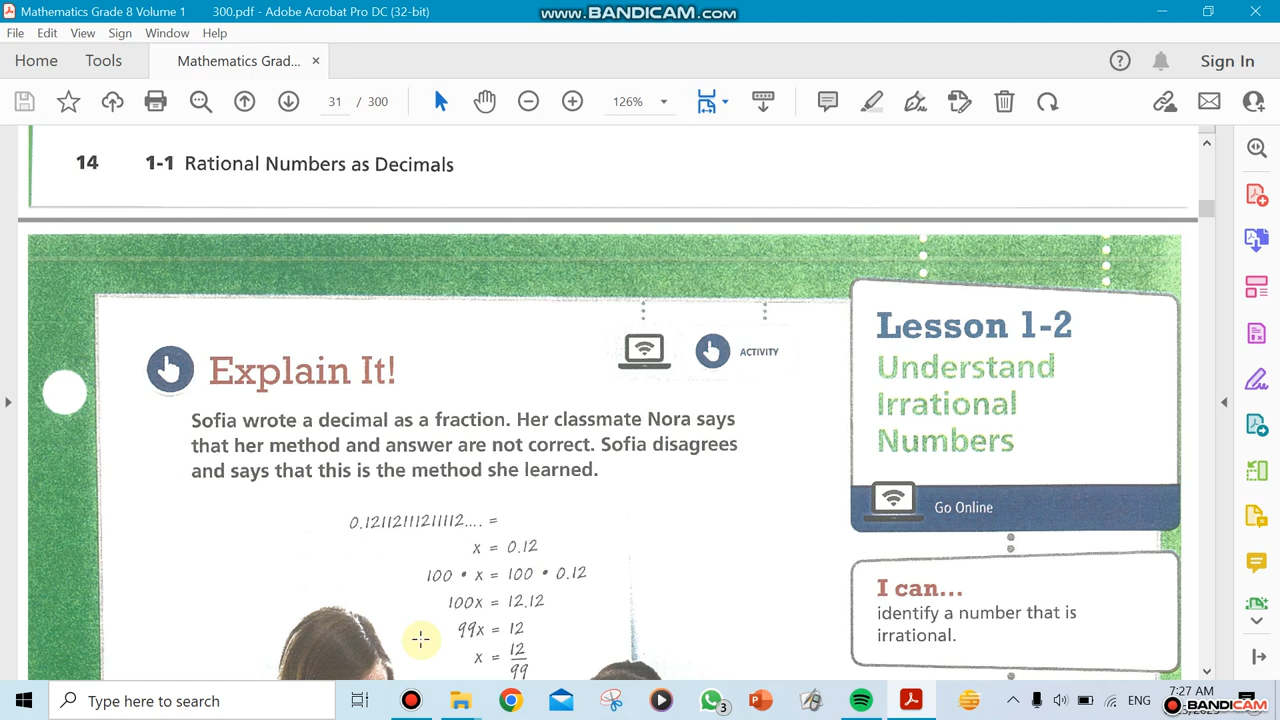 Mathematics Grade 8 Volume 1 300.pdf - Adobe Acrobat Pro DC (32-bit)
www.BANDICAM.com
File Edit View Sign Window Help
Home Tools Mathematics Grad... × Sign In
31 / 300 126%
14 1-1 Rational Numbers as Decimals
Lesson 1-2
Understand
Irrational
Numbers
Go Online
I can...
identify a number that is
irrational.
ACTIVITY
Explain It!
Sofia wrote a decimal as a fraction. Her classmate Nora says
that her method and answer are not correct. Sofia disagrees
and says that this is the method she learned.
0.12112111211112.... =
x = 0.12
100 • x = 100 • 0.12
100x = 12.12
99x = 12
x = 12/99
Type here to search
3
ENG
7:27 AM
BANDICAM